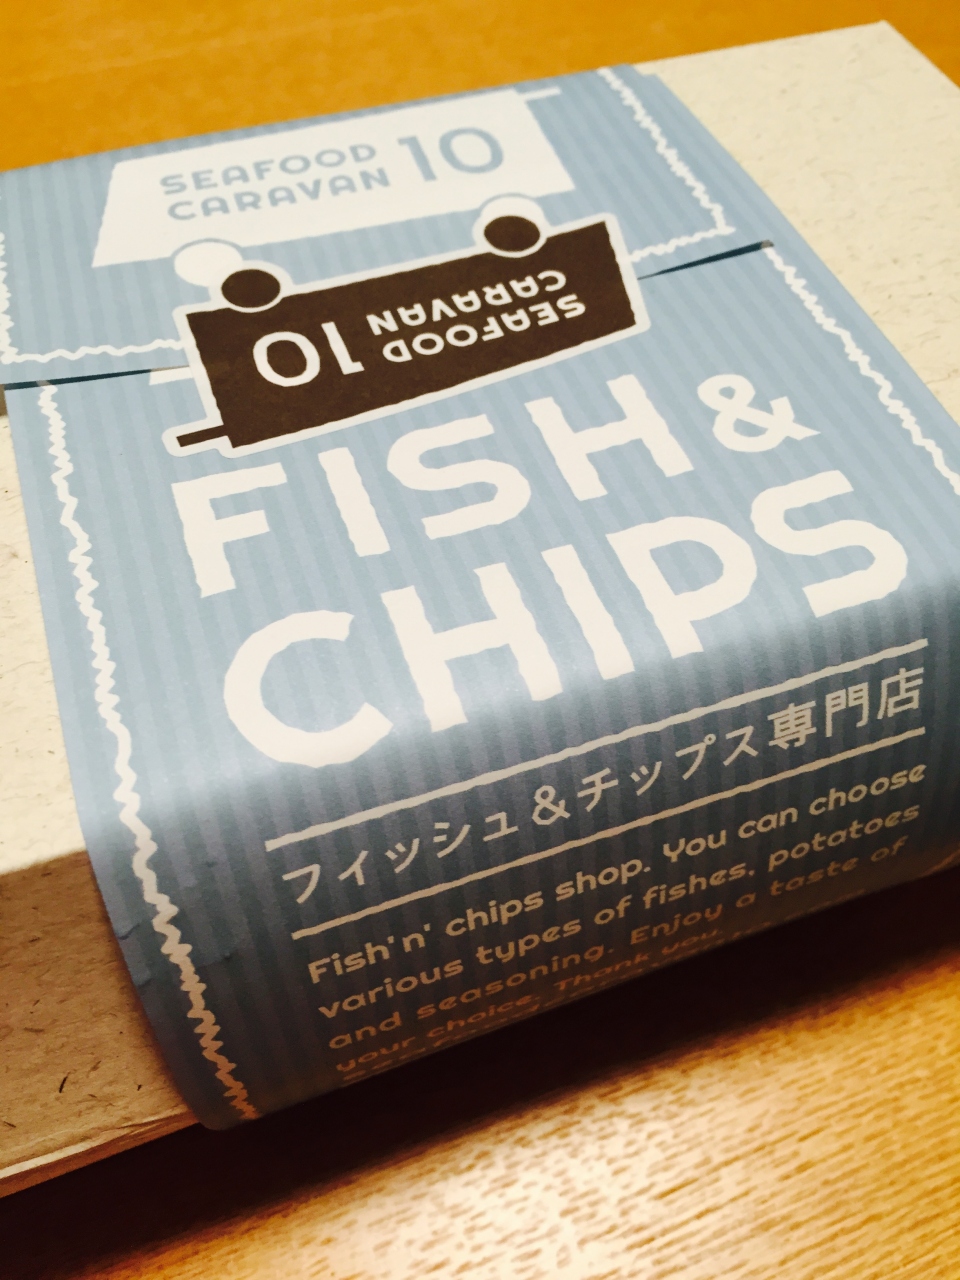 SEAFOOD
CARAVAN 10
SEAFOOD
CARAVAN 10
FISH &
CHIPS
フィッシュ&チップス専門店
Fish'n' chips shop. You can choose
various types of fishes, potatoes
and seasoning. Enjoy a taste of
your choice. Thank you.